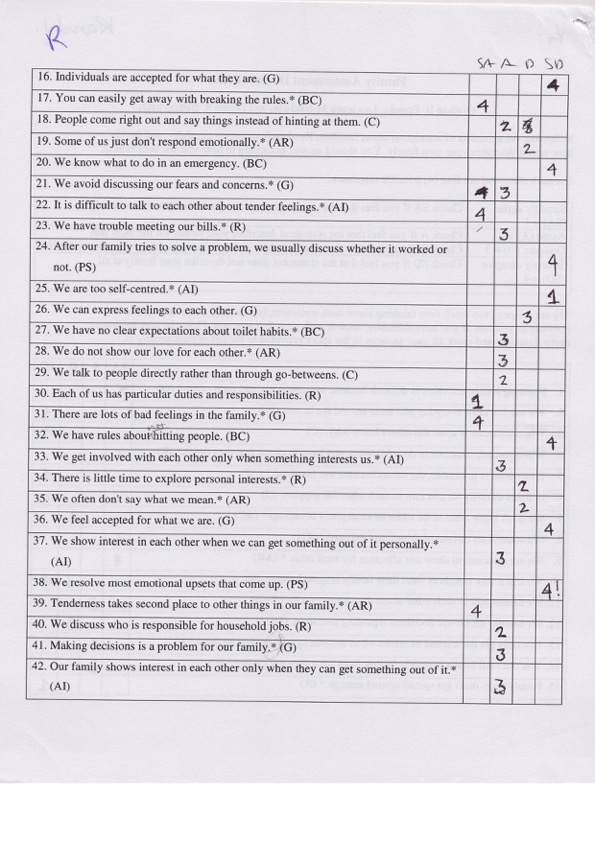 R
SA A D SD
16. Individuals are accepted for what they are. (G) 4
17. You can easily get away with breaking the rules.* (BC) 4
18. People come right out and say things instead of hinting at them. (C) 2
19. Some of us just don't respond emotionally.* (AR) 2
20. We know what to do in an emergency. (BC) 4
21. We avoid discussing our fears and concerns.* (G) 4 3
22. It is difficult to talk to each other about tender feelings.* (AI) 4
23. We have trouble meeting our bills.* (R) 3
24. After our family tries to solve a problem, we usually discuss whether it worked or
not. (PS) 4
25. We are too self-centred.* (AI) 1
26. We can express feelings to each other. (G) 3
27. We have no clear expectations about toilet habits.* (BC) 3
28. We do not show our love for each other.* (AR) 3
29. We talk to people directly rather than through go-betweens. (C) 2
30. Each of us has particular duties and responsibilities. (R) 1
31. There are lots of bad feelings in the family.* (G) 4
not
32. We have rules about hitting people. (BC) 4
33. We get involved with each other only when something interests us.* (AI) 3
34. There is little time to explore personal interests.* (R) 2
35. We often don't say what we mean.* (AR) 2
36. We feel accepted for what we are. (G) 4
37. We show interest in each other when we can get something out of it personally.*
(AI) 3
38. We resolve most emotional upsets that come up. (PS) 4!
39. Tenderness takes second place to other things in our family.* (AR) 4
40. We discuss who is responsible for household jobs. (R) 2
41. Making decisions is a problem for our family.* (G) 3
42. Our family shows interest in each other only when they can get something out of it.*
(AI) 3